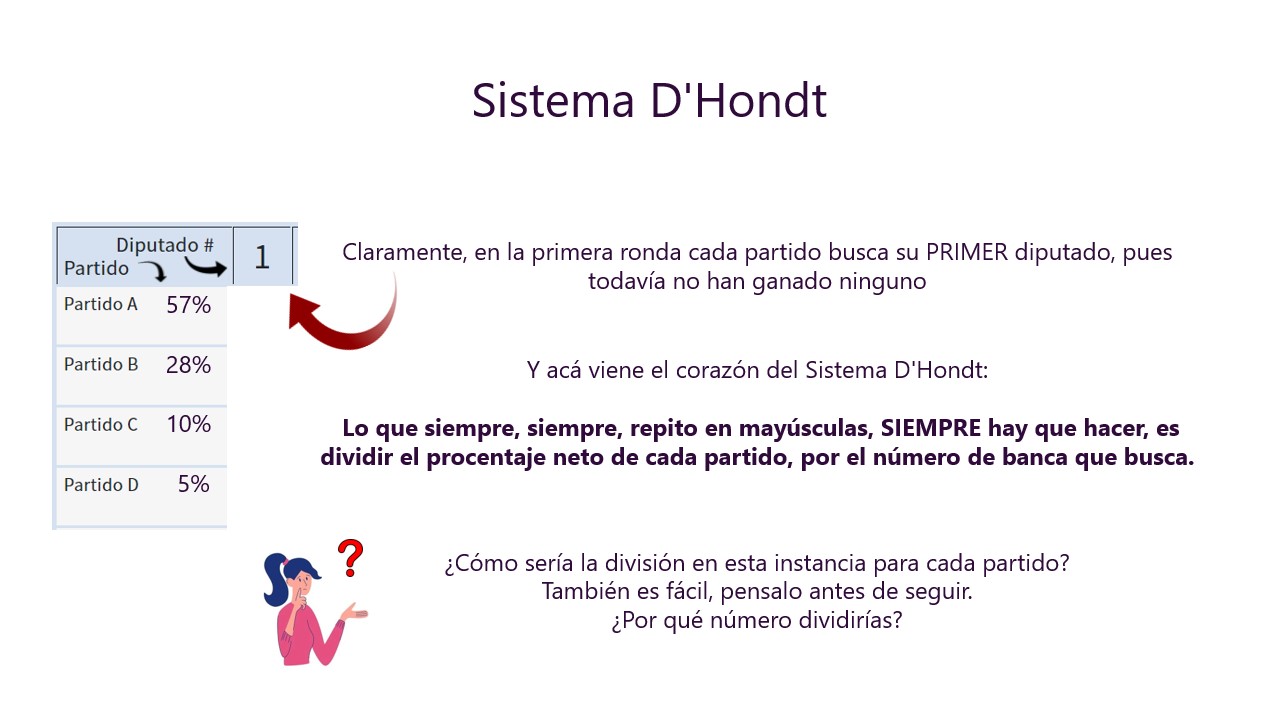 Sistema D'Hondt
Diputado #
Partido
1
Partido A 57%
Partido B 28%
Partido C 10%
Partido D 5%
Claramente, en la primera ronda cada partido busca su PRIMER diputado, pues
todavía no han ganado ninguno
Y acá viene el corazón del Sistema D'Hondt:
Lo que siempre, siempre, repito en mayúsculas, SIEMPRE hay que hacer, es
dividir el procentaje neto de cada partido, por el número de banca que busca.
?
¿Cómo sería la división en esta instancia para cada partido?
También es fácil, pensalo antes de seguir.
¿Por qué número dividirías?